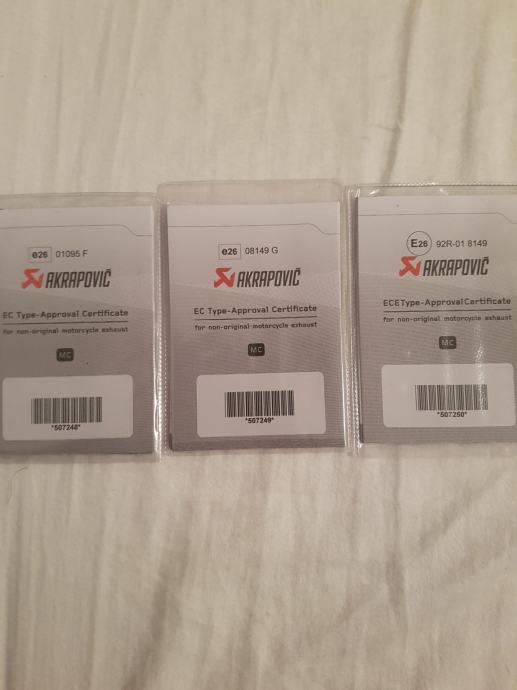 e26 01095 F
AKRAPOVIČ
EC Type-Approval Certificate
for non-original motorcycle exhaust
MC
*507248*
e26 08149 G
AKRAPOVIČ
EC Type-Approval Certificate
for non-original motorcycle exhaust
MC
*507249*
E26 92R-01 8149
AKRAPOVIČ
ECE Type-Approval Certificate
for non-original motorcycle exhaust
MC
*507250*